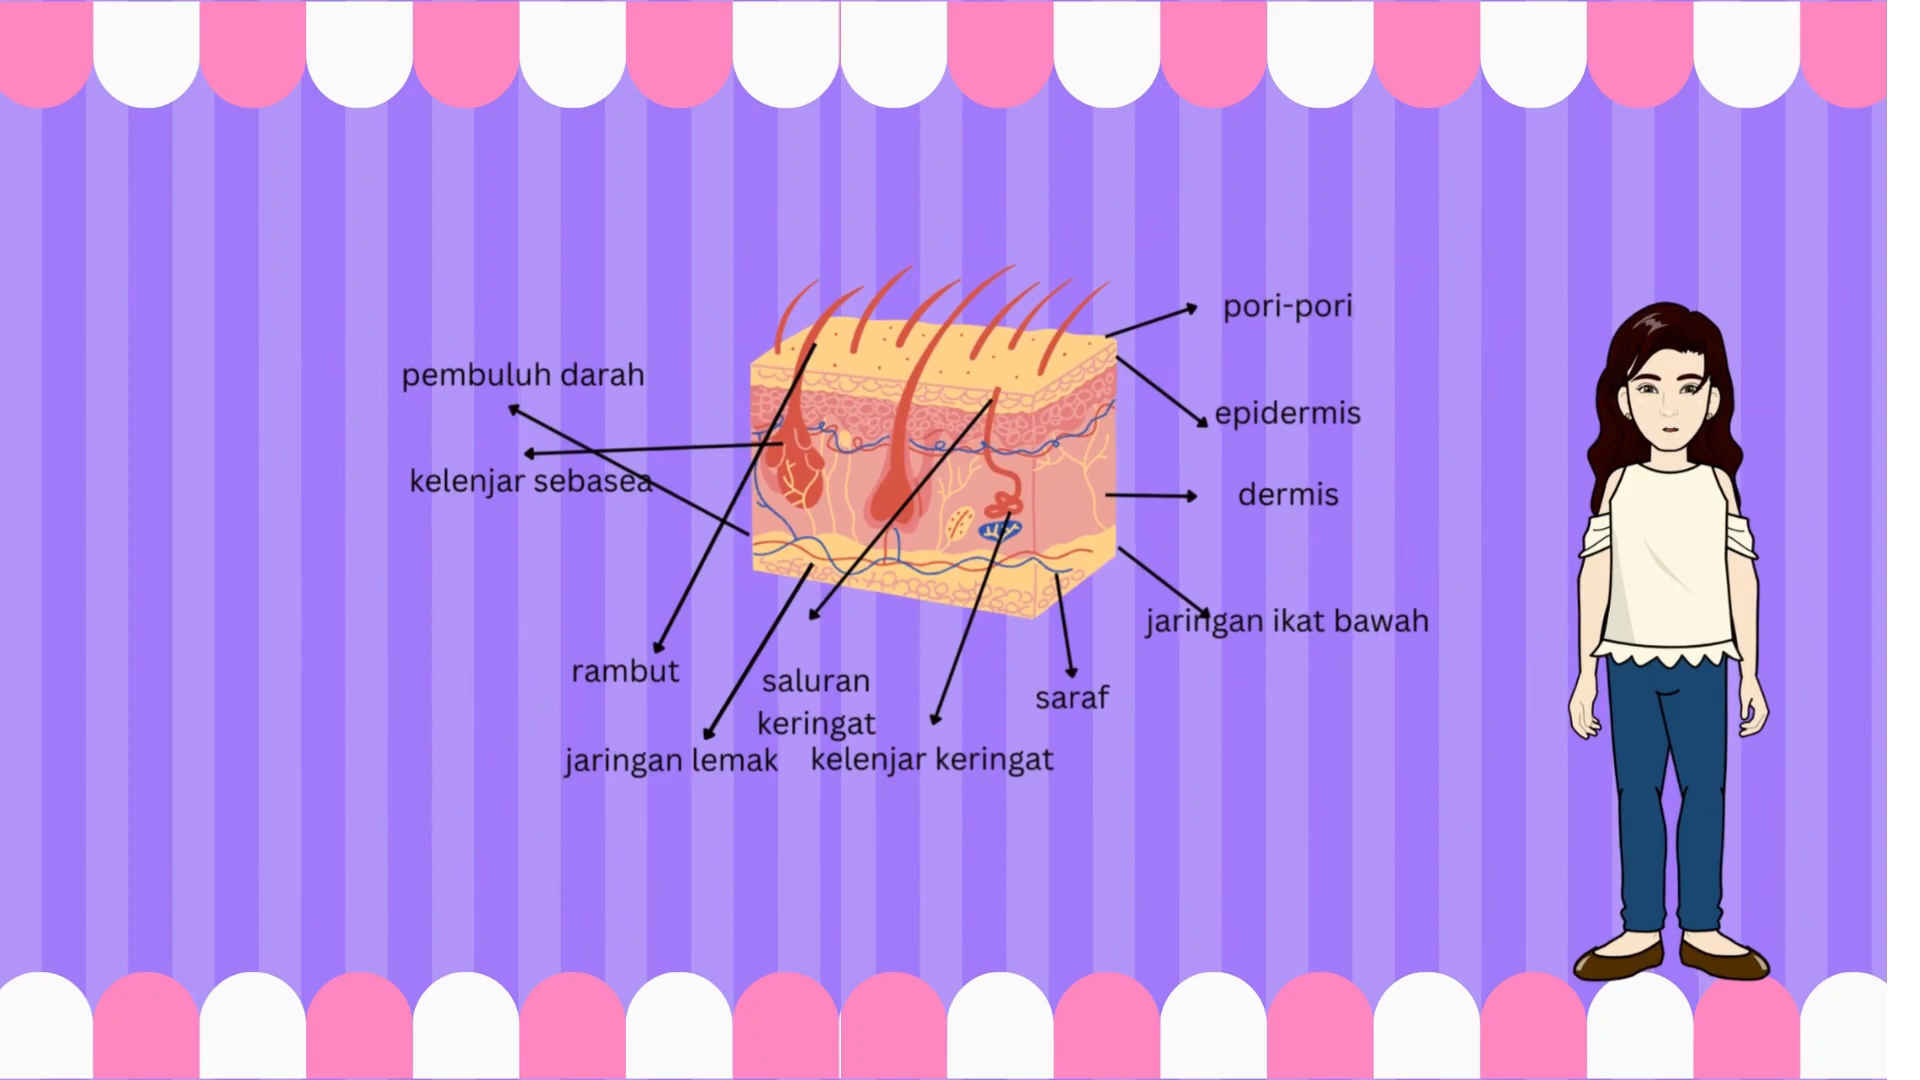 pori-pori
pembuluh darah
epidermis
kelenjar sebasea
dermis
jaringan ikat bawah
rambut
saluran
keringat
saraf
jaringan lemak
kelenjar keringat